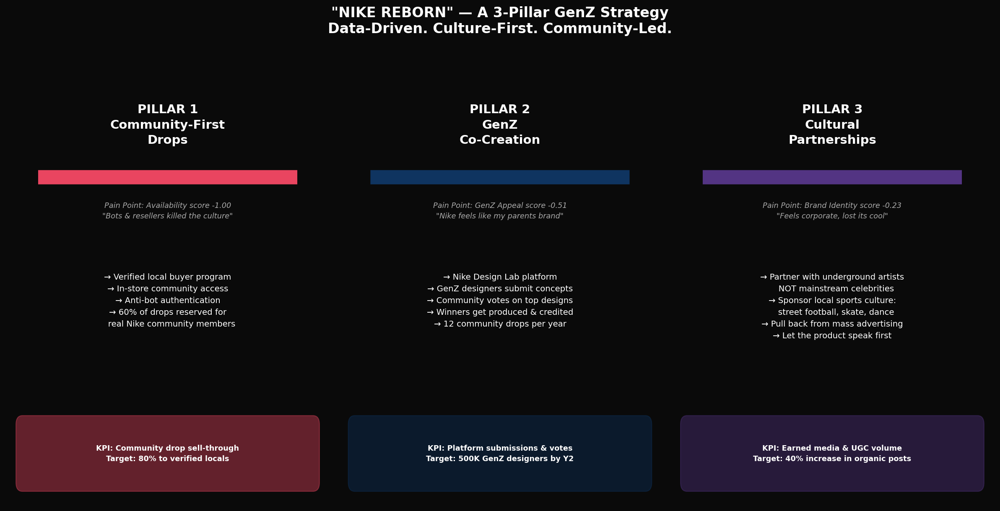 "NIKE REBORN" — A 3-Pillar GenZ Strategy
Data-Driven. Culture-First. Community-Led.
PILLAR 1
Community-First
Drops
Pain Point: Availability score -1.00
"Bots & resellers killed the culture"
→ Verified local buyer program
→ In-store community access
→ Anti-bot authentication
→ 60% of drops reserved for
real Nike community members
KPI: Community drop sell-through
Target: 80% to verified locals
PILLAR 2
GenZ
Co-Creation
Pain Point: GenZ Appeal score -0.51
"Nike feels like my parents brand"
→ Nike Design Lab platform
→ GenZ designers submit concepts
→ Community votes on top designs
→ Winners get produced & credited
→ 12 community drops per year
KPI: Platform submissions & votes
Target: 500K GenZ designers by Y2
PILLAR 3
Cultural
Partnerships
Pain Point: Brand Identity score -0.23
"Feels corporate, lost its cool"
→ Partner with underground artists
NOT mainstream celebrities
→ Sponsor local sports culture:
street football, skate, dance
→ Pull back from mass advertising
→ Let the product speak first
KPI: Earned media & UGC volume
Target: 40% increase in organic posts